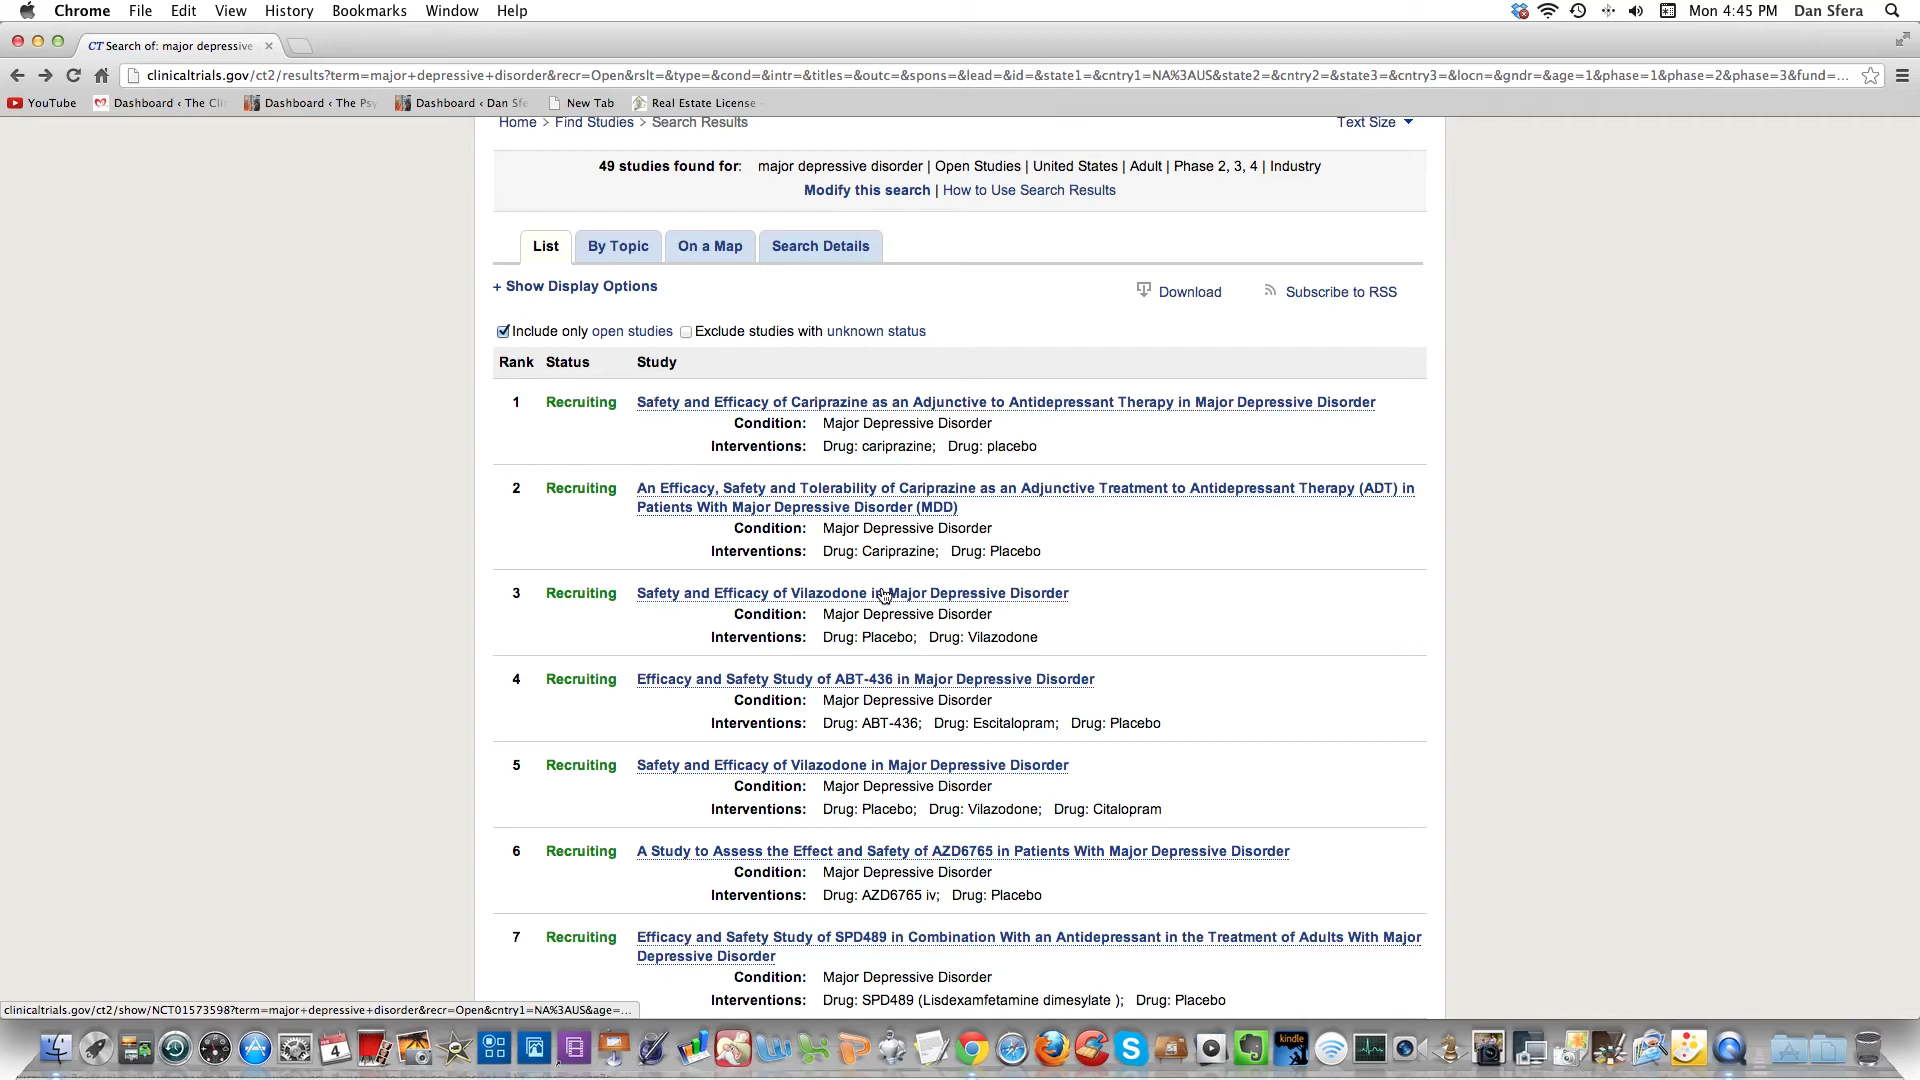 Chrome File Edit View History Bookmarks Window Help Mon 4:45 PM Dan Sfera
CT Search of: major depressive
clinicaltrials.gov/ct2/results?term=major+depressive+disorder&recr=Open&rslt=&type=&cond=&intr=&titles=&outc=&spons=&lead=&id=&state1=&cntry1=NA%3AUS&state2=&cntry2=&state3=&cntry3=&locn=&gndr=&age=1&phase=1&phase=2&phase=3&fund=...
YouTube Dashboard ‹ The Cli Dashboard ‹ The Psy Dashboard ‹ Dan Sfe New Tab Real Estate License
Home > Find Studies > Search Results Text Size
49 studies found for: major depressive disorder | Open Studies | United States | Adult | Phase 2, 3, 4 | Industry
Modify this search | How to Use Search Results
List By Topic On a Map Search Details
+ Show Display Options Download Subscribe to RSS
Include only open studies Exclude studies with unknown status
Rank Status Study
1 Recruiting Safety and Efficacy of Cariprazine as an Adjunctive to Antidepressant Therapy in Major Depressive Disorder
Condition: Major Depressive Disorder
Interventions: Drug: cariprazine; Drug: placebo
2 Recruiting An Efficacy, Safety and Tolerability of Cariprazine as an Adjunctive Treatment to Antidepressant Therapy (ADT) in
Patients With Major Depressive Disorder (MDD)
Condition: Major Depressive Disorder
Interventions: Drug: Cariprazine; Drug: Placebo
3 Recruiting Safety and Efficacy of Vilazodone in Major Depressive Disorder
Condition: Major Depressive Disorder
Interventions: Drug: Placebo; Drug: Vilazodone
4 Recruiting Efficacy and Safety Study of ABT-436 in Major Depressive Disorder
Condition: Major Depressive Disorder
Interventions: Drug: ABT-436; Drug: Escitalopram; Drug: Placebo
5 Recruiting Safety and Efficacy of Vilazodone in Major Depressive Disorder
Condition: Major Depressive Disorder
Interventions: Drug: Placebo; Drug: Vilazodone; Drug: Citalopram
6 Recruiting A Study to Assess the Effect and Safety of AZD6765 in Patients With Major Depressive Disorder
Condition: Major Depressive Disorder
Interventions: Drug: AZD6765 iv; Drug: Placebo
7 Recruiting Efficacy and Safety Study of SPD489 in Combination With an Antidepressant in the Treatment of Adults With Major
Depressive Disorder
Condition: Major Depressive Disorder
Interventions: Drug: SPD489 (Lisdexamfetamine dimesylate ); Drug: Placebo
clinicaltrials.gov/ct2/show/NCT01573598?term=major+depressive+disorder&recr=Open&cntry1=NA%3AUS&age=...
4
kindle